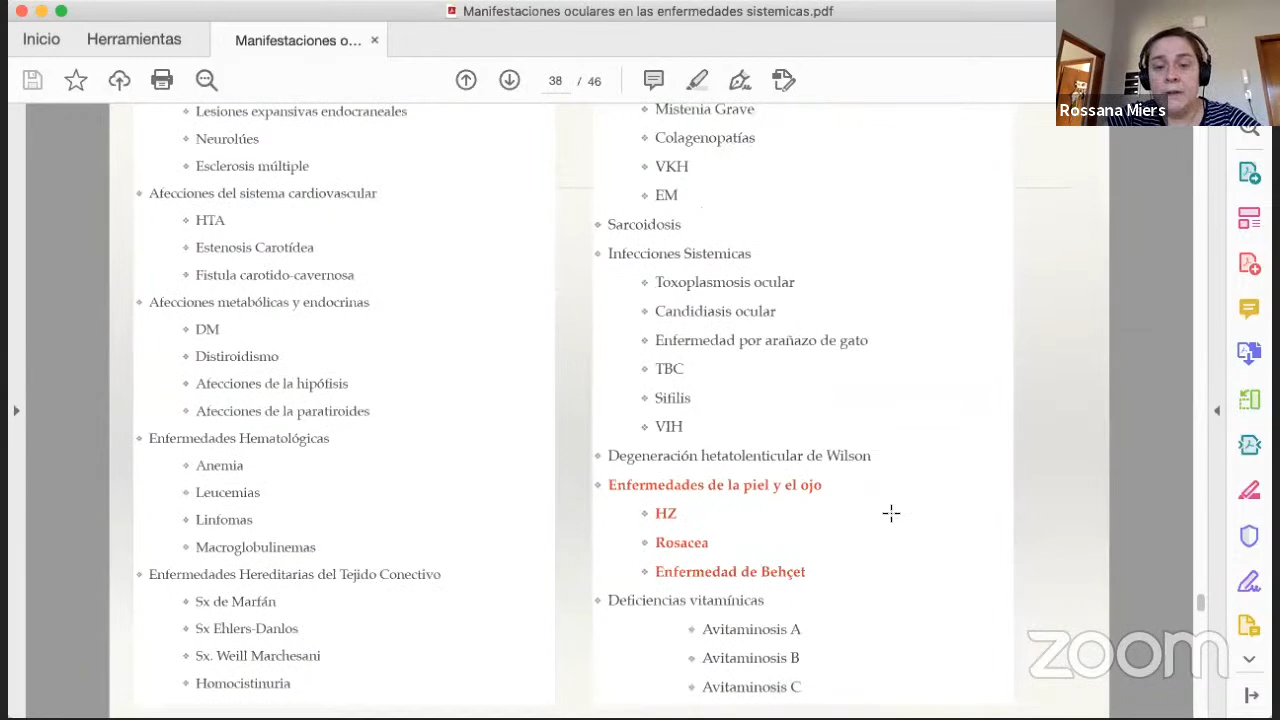 Manifestaciones oculares en las enfermedades sistemicas.pdf
Inicio
Herramientas
Manifestaciones o...
38 / 46
Rossana Miers
Lesiones expansivas endocraneales
Neurolúes
Esclerosis múltiple
Afecciones del sistema cardiovascular
HTA
Estenosis Carotídea
Fistula carotido-cavernosa
Afecciones metabólicas y endocrinas
DM
Distiroidismo
Afecciones de la hipófisis
Afecciones de la paratiroides
Enfermedades Hematológicas
Anemia
Leucemias
Linfomas
Macroglobulinemas
Enfermedades Hereditarias del Tejido Conectivo
Sx de Marfán
Sx Ehlers-Danlos
Sx. Weill Marchesani
Homocistinuria
Mistenia Grave
Colagenopatías
VKH
EM
Sarcoidosis
Infecciones Sistemicas
Toxoplasmosis ocular
Candidiasis ocular
Enfermedad por arañazo de gato
TBC
Sifilis
VIH
Degeneración hetatolenticular de Wilson
Enfermedades de la piel y el ojo
HZ
Rosacea
Enfermedad de Behçet
Deficiencias vitamínicas
Avitaminosis A
Avitaminosis B
Avitaminosis C
zoom